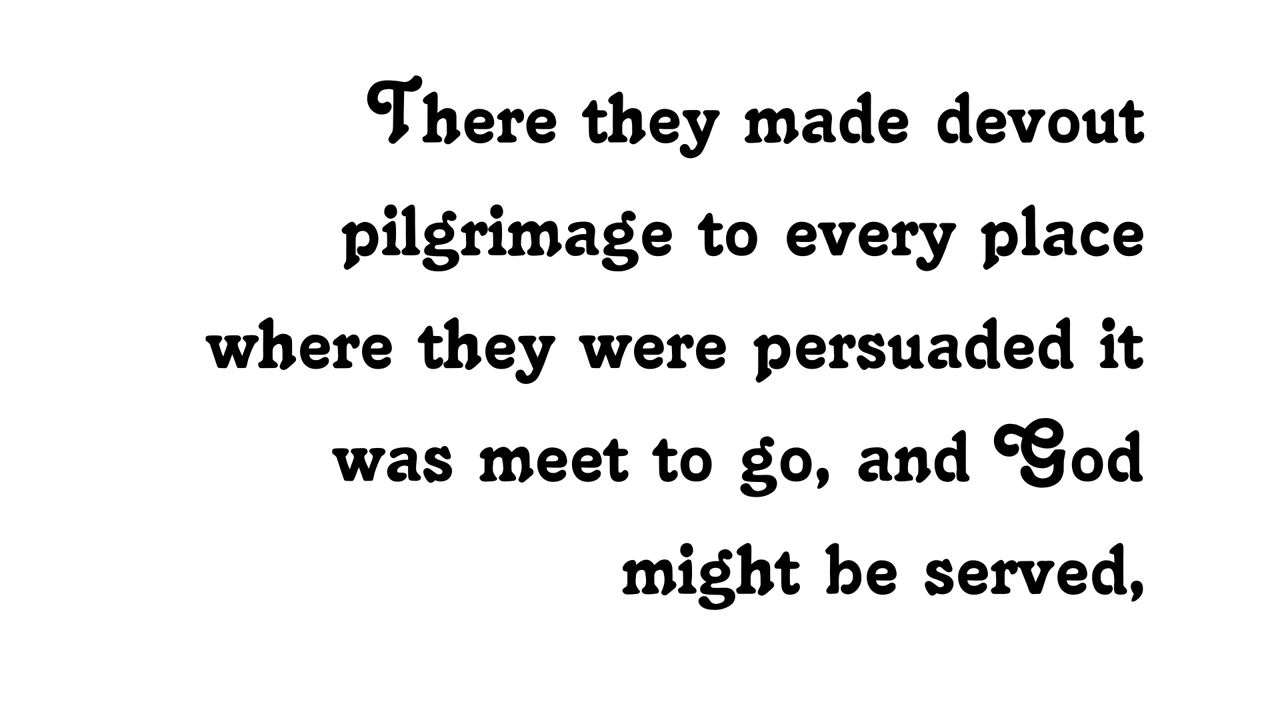 There they made devout
pilgrimage to every place
where they were persuaded it
was meet to go, and God
might be served,